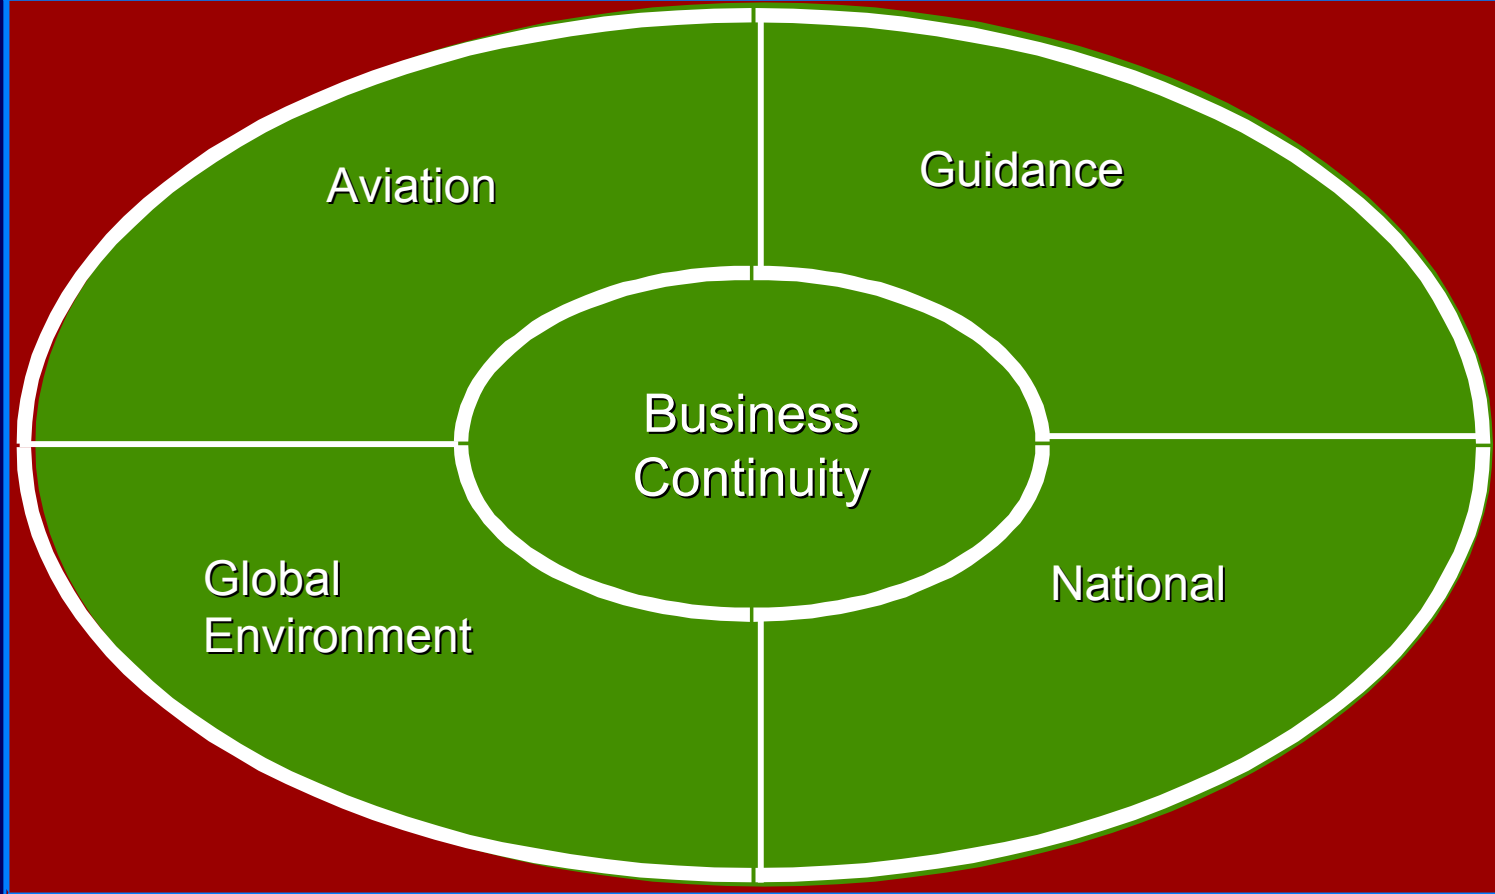 Aviation
Guidance
Business
Continuity
Global
Environment
National